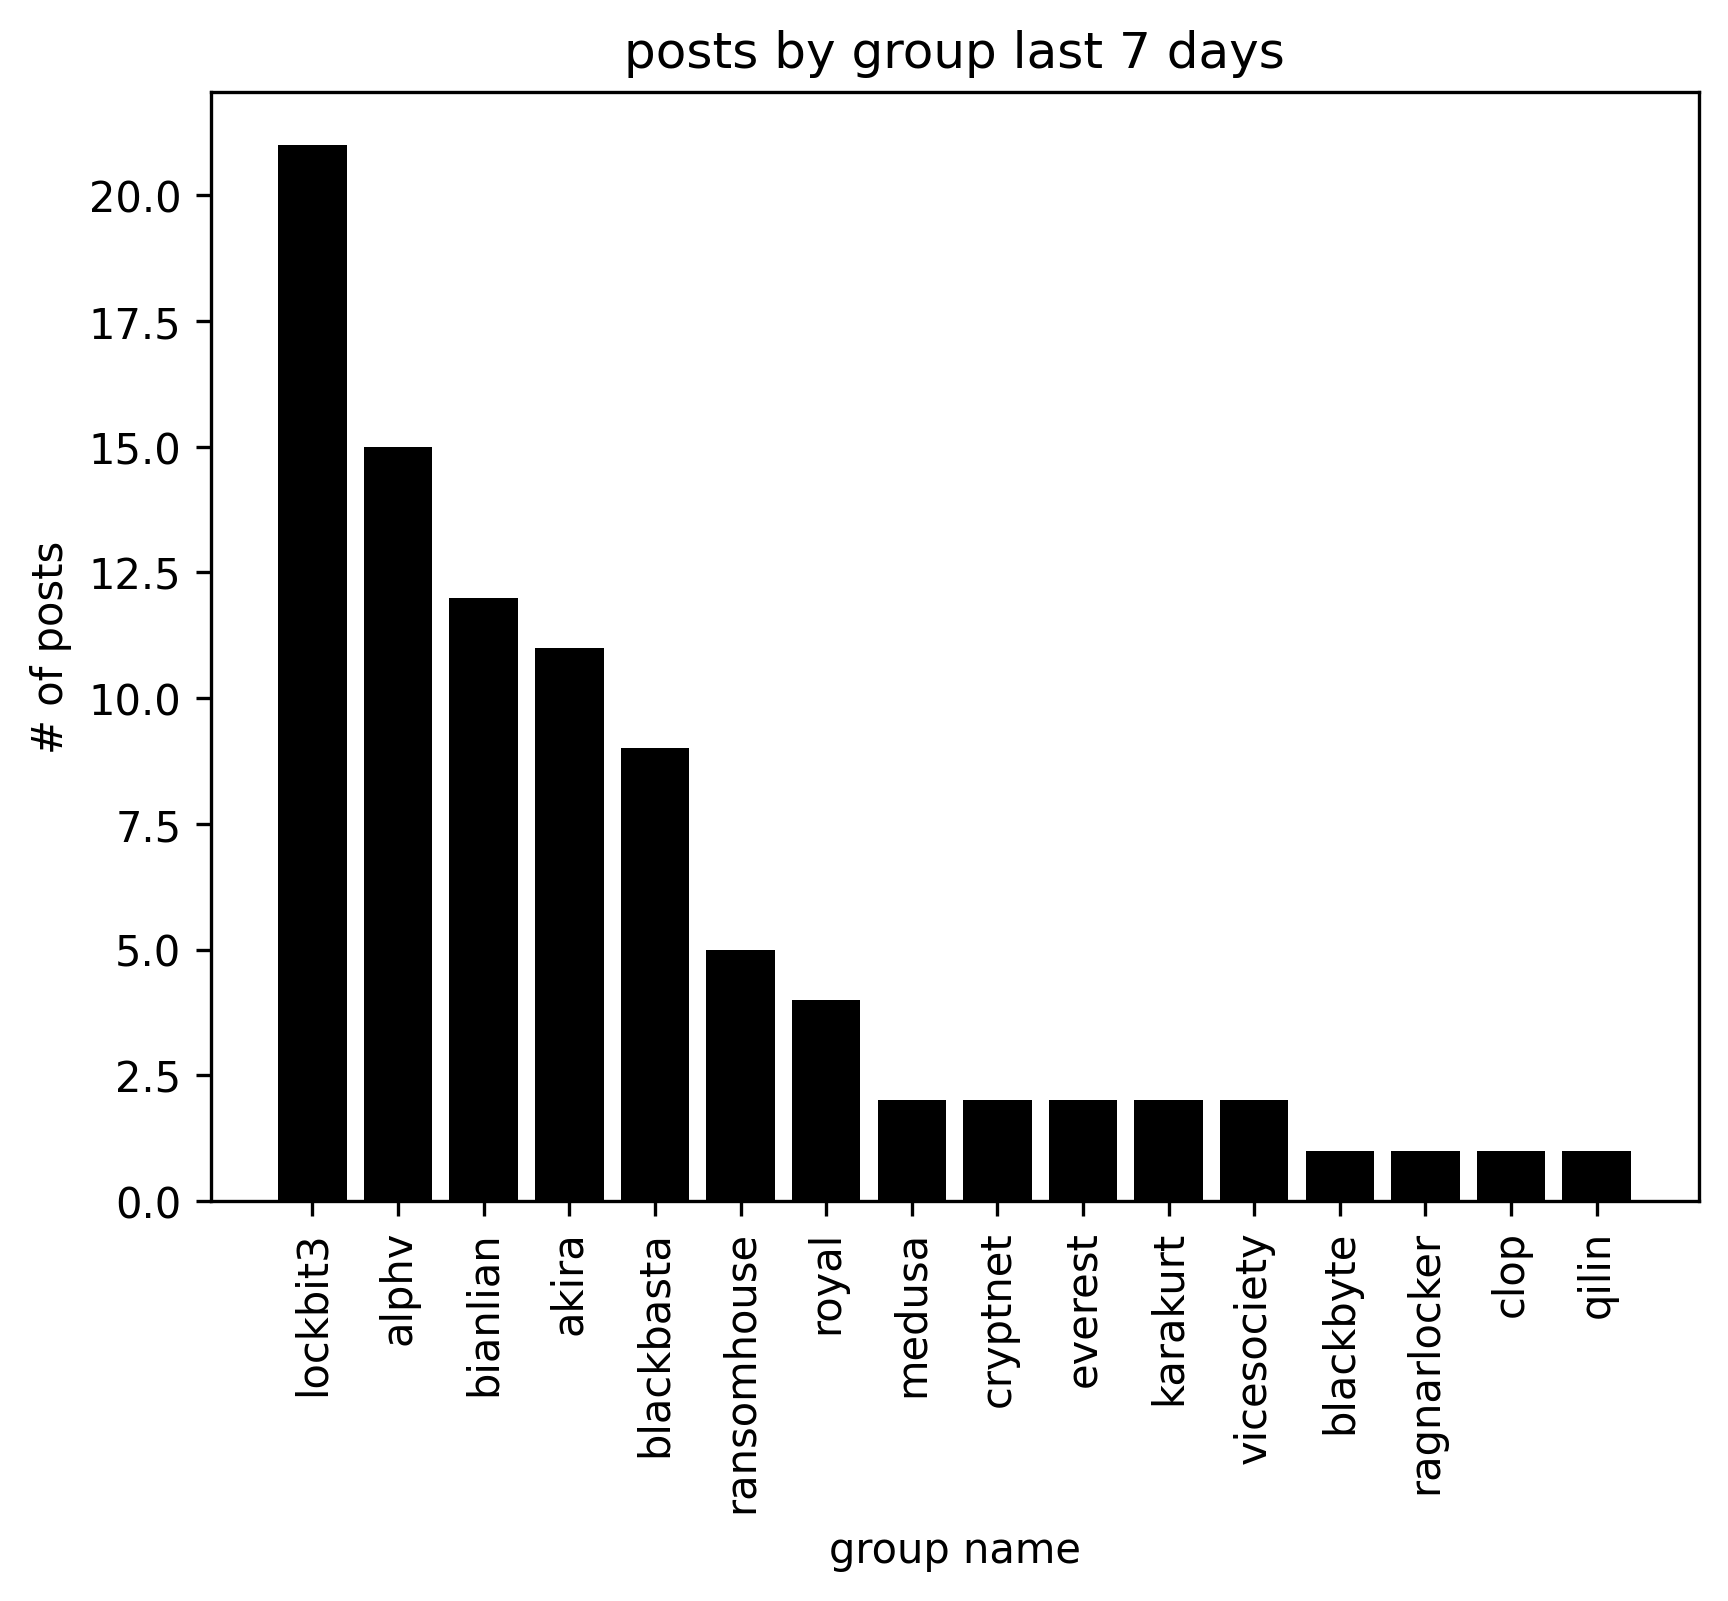 posts by group last 7 days
# of posts
20.0
17.5
15.0
12.5
10.0
7.5
5.0
2.5
0.0
lockbit3
alphv
bianlian
akira
blackbasta
ransomhouse
royal
medusa
cryptnet
everest
karakurt
vicesociety
blackbyte
ragnarlocker
clop
qilin
group name